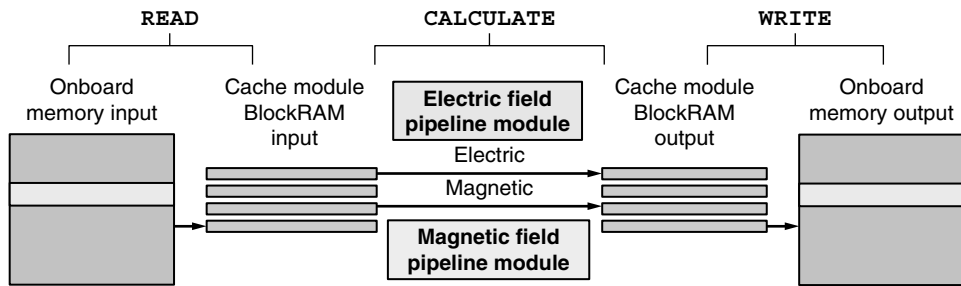 READ
CALCULATE
WRITE
Onboard
memory input
Cache module
BlockRAM
input
Electric field
pipeline module
Cache module
BlockRAM
output
Onboard
memory output
Electric
Magnetic
Magnetic field
pipeline module